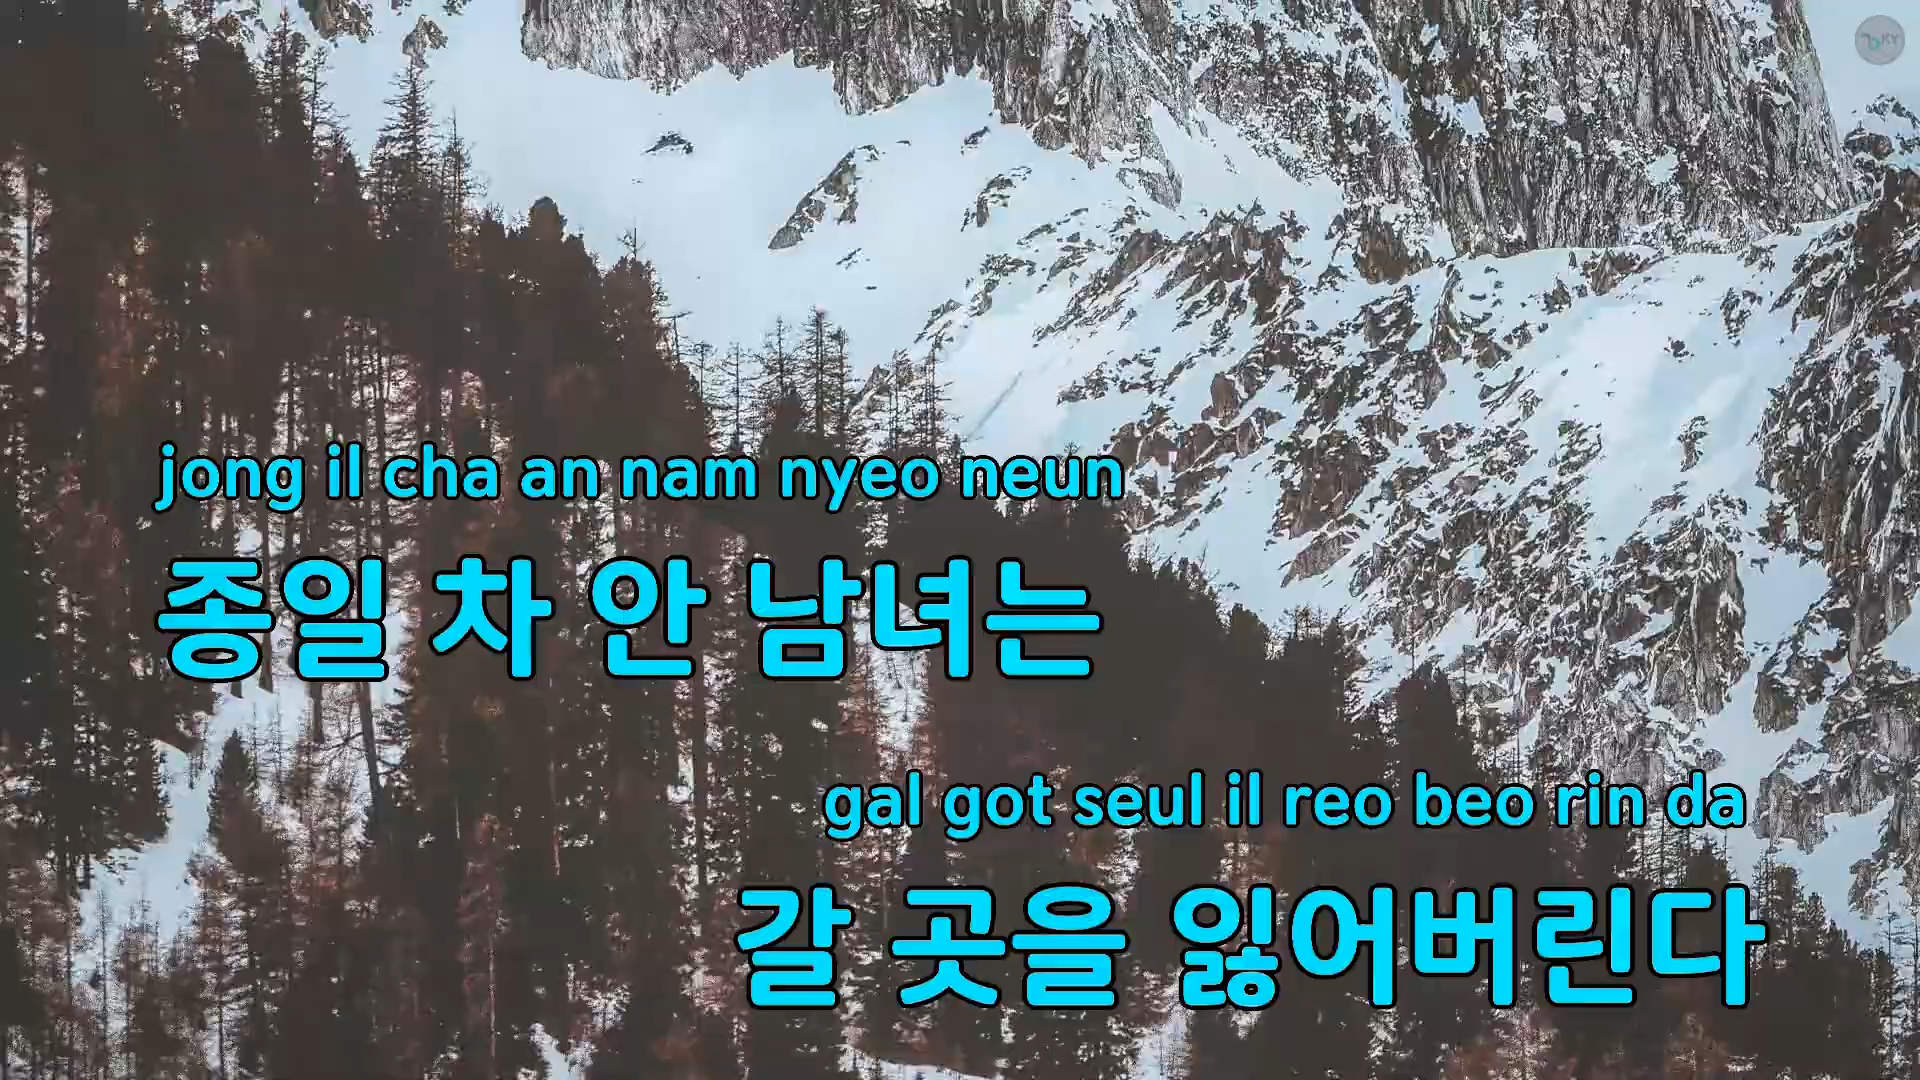 KY
jong il cha an nam nyeo neun
종일 차 안 남녀는
gal got seul il reo beo rin da
갈 곳을 잃어버린다